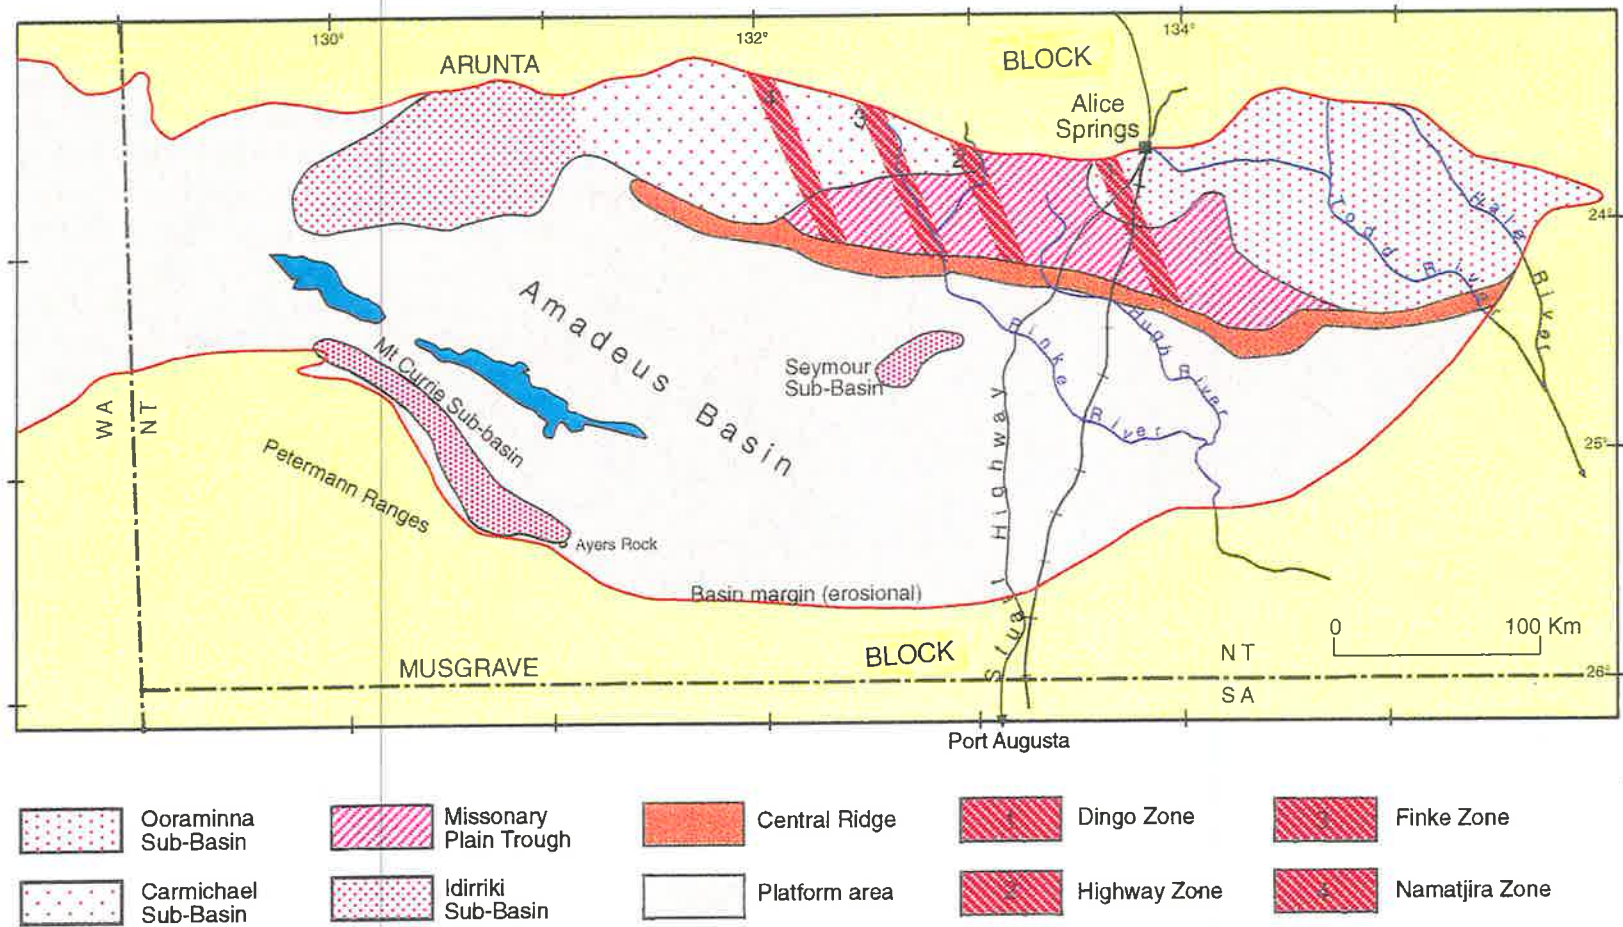 130°
132°
134°
ARUNTA
BLOCK
Alice
Springs
4
3
2
24°
Hale
River
Todd River
Amadeus Basin
Mt Currie Sub-basin
Seymour
Sub-Basin
Finke River
Hugh River
WA
NT
Petermann Ranges
25°
Ayers Rock
Stuart Highway
Basin margin (erosional)
0 100 Km
MUSGRAVE
BLOCK
NT
SA
26°
Port Augusta
Ooraminna
Sub-Basin
Missonary
Plain Trough
Central Ridge
1
Dingo Zone
3
Finke Zone
Carmichael
Sub-Basin
Idirriki
Sub-Basin
Platform area
2
Highway Zone
4
Namatjira Zone